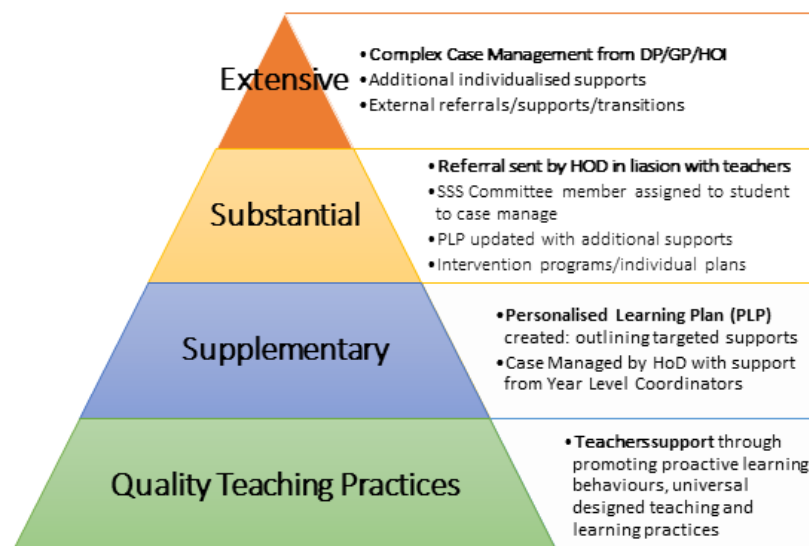 Extensive
•Complex Case Management from DP/GP/HOI
•Additional individualised supports
•External referrals/supports/transitions
Substantial
•Referral sent by HOD in liasion with teachers
•SSS Committee member assigned to student
to case manage
•PLP updated with additional supports
•Intervention programs/individual plans
Supplementary
•Personalised Learning Plan (PLP)
created: outlining targeted supports
•Case Managed by HoD with support
from Year Level Coordinators
Quality Teaching Practices
•Teachers support through
promoting proactive learning
behaviours, universal
designed teaching and
learning practices